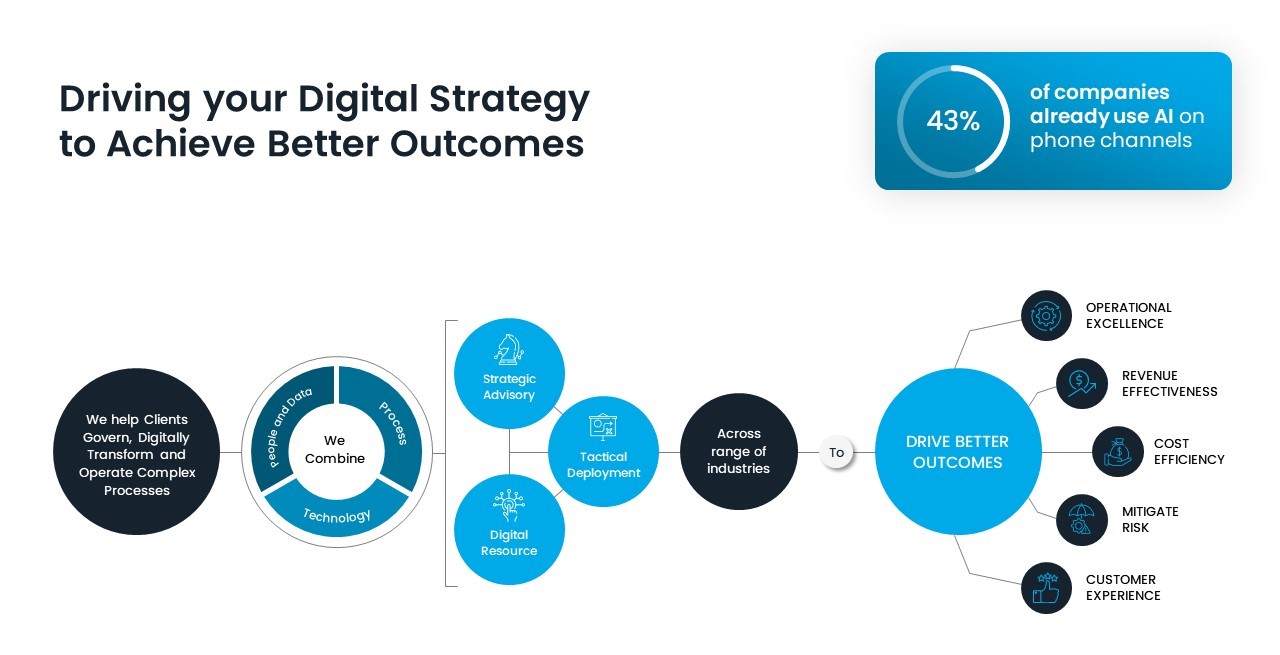 Driving your Digital Strategy
to Achieve Better Outcomes
43%
of companies
already use AI on
phone channels
We help Clients
Govern, Digitally
Transform and
Operate Complex
Processes
People and Data
Process
Technology
We
Combine
Strategic
Advisory
Tactical
Deployment
Digital
Resource
Across
range of
industries
To
DRIVE BETTER
OUTCOMES
OPERATIONAL
EXCELLENCE
REVENUE
EFFECTIVENESS
COST
EFFICIENCY
MITIGATE
RISK
CUSTOMER
EXPERIENCE